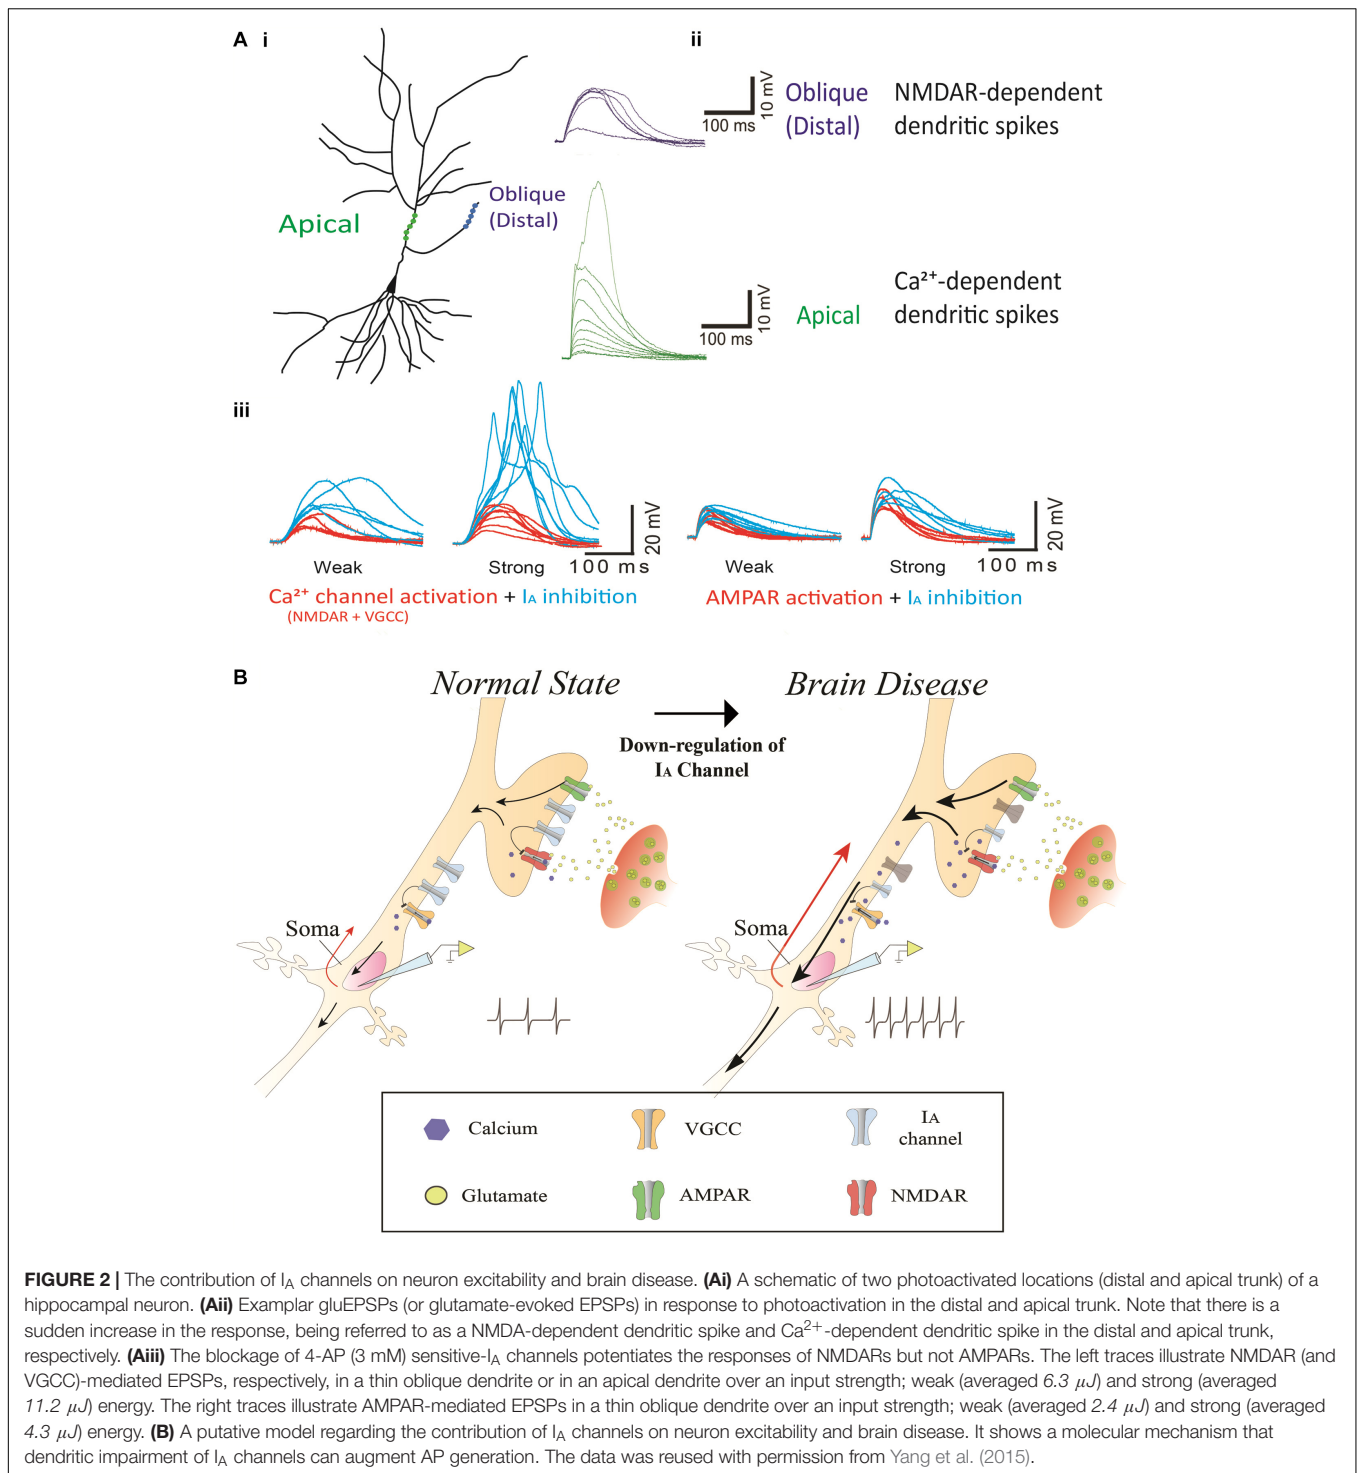 A i
ii
10 mV
100 ms
Oblique
(Distal)
NMDAR-dependent
dendritic spikes
Oblique
(Distal)
Apical
10 mV
100 ms
Apical
Ca²⁺-dependent
dendritic spikes
iii
20 mV
100 ms
Weak
Strong
Ca²⁺ channel activation + IA inhibition
(NMDAR + VGCC)
20 mV
100 ms
Weak
Strong
AMPAR activation + IA inhibition
B
Normal State
Brain Disease
Down-regulation of
IA Channel
Soma
Soma
Calcium
VGCC
IA
channel
Glutamate
AMPAR
NMDAR
FIGURE 2 | The contribution of IA channels on neuron excitability and brain disease. (Ai) A schematic of two photoactivated locations (distal and apical trunk) of a
hippocampal neuron. (Aii) Examplar gluEPSPs (or glutamate-evoked EPSPs) in response to photoactivation in the distal and apical trunk. Note that there is a
sudden increase in the response, being referred to as a NMDA-dependent dendritic spike and Ca²⁺-dependent dendritic spike in the distal and apical trunk,
respectively. (Aiii) The blockage of 4-AP (3 mM) sensitive-IA channels potentiates the responses of NMDARs but not AMPARs. The left traces illustrate NMDAR (and
VGCC)-mediated EPSPs, respectively, in a thin oblique dendrite or in an apical dendrite over an input strength; weak (averaged 6.3 μJ) and strong (averaged
11.2 μJ) energy. The right traces illustrate AMPAR-mediated EPSPs in a thin oblique dendrite over an input strength; weak (averaged 2.4 μJ) and strong (averaged
4.3 μJ) energy. (B) A putative model regarding the contribution of IA channels on neuron excitability and brain disease. It shows a molecular mechanism that
dendritic impairment of IA channels can augment AP generation. The data was reused with permission from Yang et al. (2015).